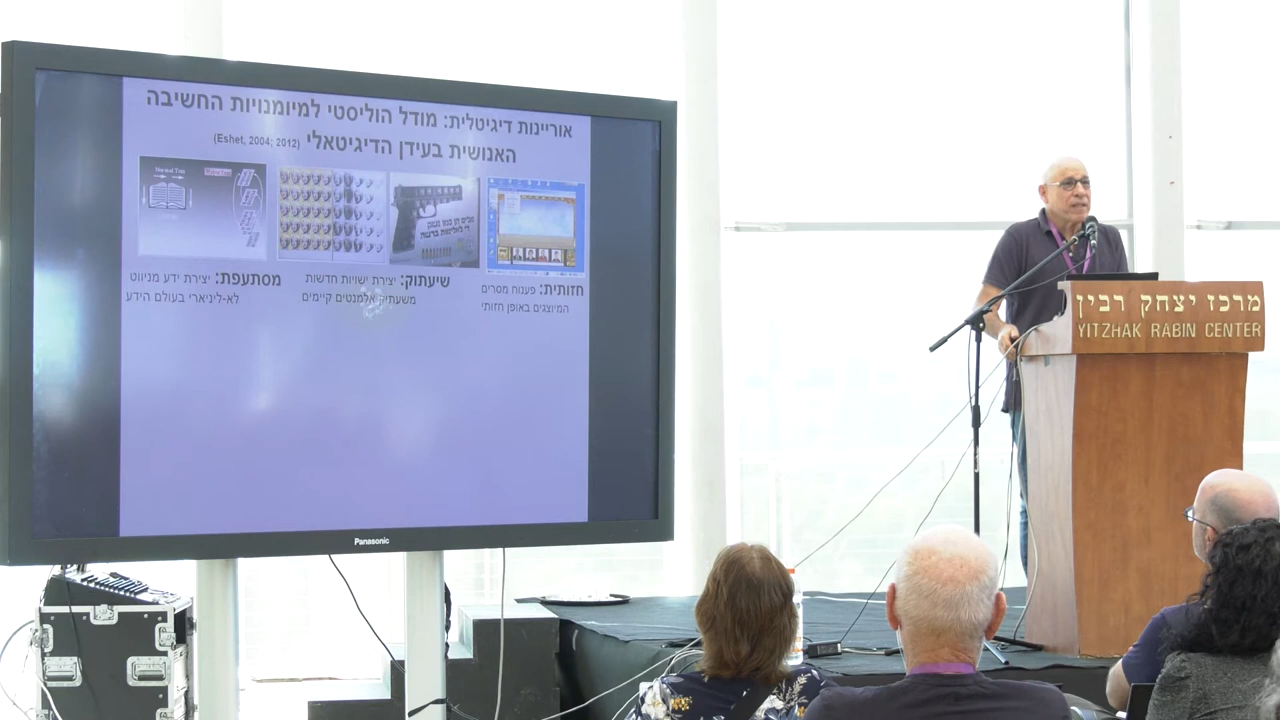 אוריינות דיגיטלית: מודל הוליסטי למיומנויות החשיבה
האנושית בעידן הדיגיטאלי (Eshet, 2004; 2012)
Normal Text
חזותית: פענוח מסרים
המיוצגים באופן חזותי
שיעתוק: יצירת ישויות חדשות
משעתוק אלמנטים קיימים
מסתעפת: יצירת ידע מניווט
לא-ליניארי בעולם הידע
Panasonic
מרכז יצחק רבין
YITZHAK RABIN CENTER